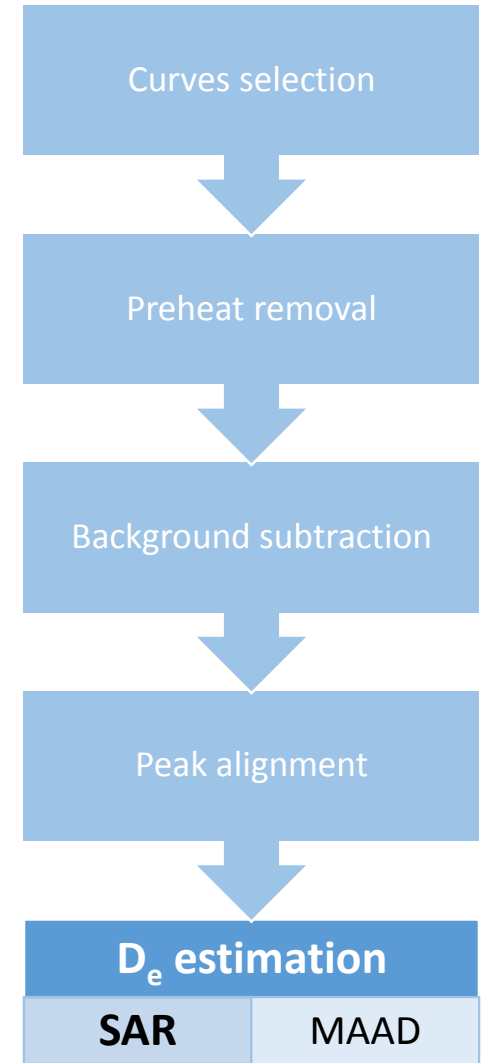 Curves selection
Preheat removal
Background subtraction
Peak alignment
De estimation
SAR MAAD